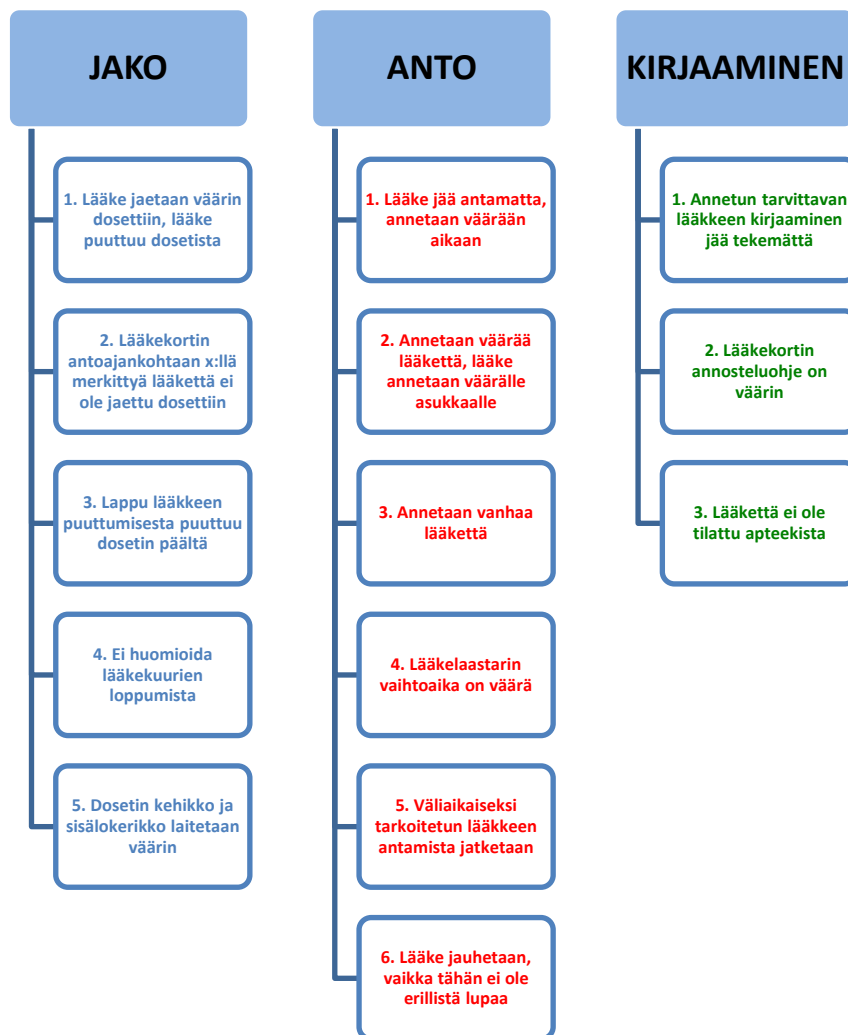 JAKO
1. Lääke jaetaan väärin
dosettiin, lääke
puuttuu dosetista
2. Lääkekortin
antoajankohtaan x:llä
merkittyä lääkettä ei
ole jaettu dosettiin
3. Lappu lääkkeen
puuttumisesta puuttuu
dosetin päältä
4. Ei huomioida
lääkekuurien
loppumista
5. Dosetin kehikko ja
sisälokerikko laitetaan
väärin
ANTO
1. Lääke jää antamatta,
annetaan väärään
aikaan
2. Annetaan väärää
lääkettä, lääke
annetaan väärälle
asukkaalle
3. Annetaan vanhaa
lääkettä
4. Lääkelaastarin
vaihtoaika on väärä
5. Väliaikaiseksi
tarkoitetun lääkkeen
antamista jatketaan
6. Lääke jauhetaan,
vaikka tähän ei ole
erillistä lupaa
KIRJAAMINEN
1. Annetun tarvittavan
lääkkeen kirjaaminen
jää tekemättä
2. Lääkekortin
annosteluohje on
väärin
3. Lääkettä ei ole
tilattu apteekista